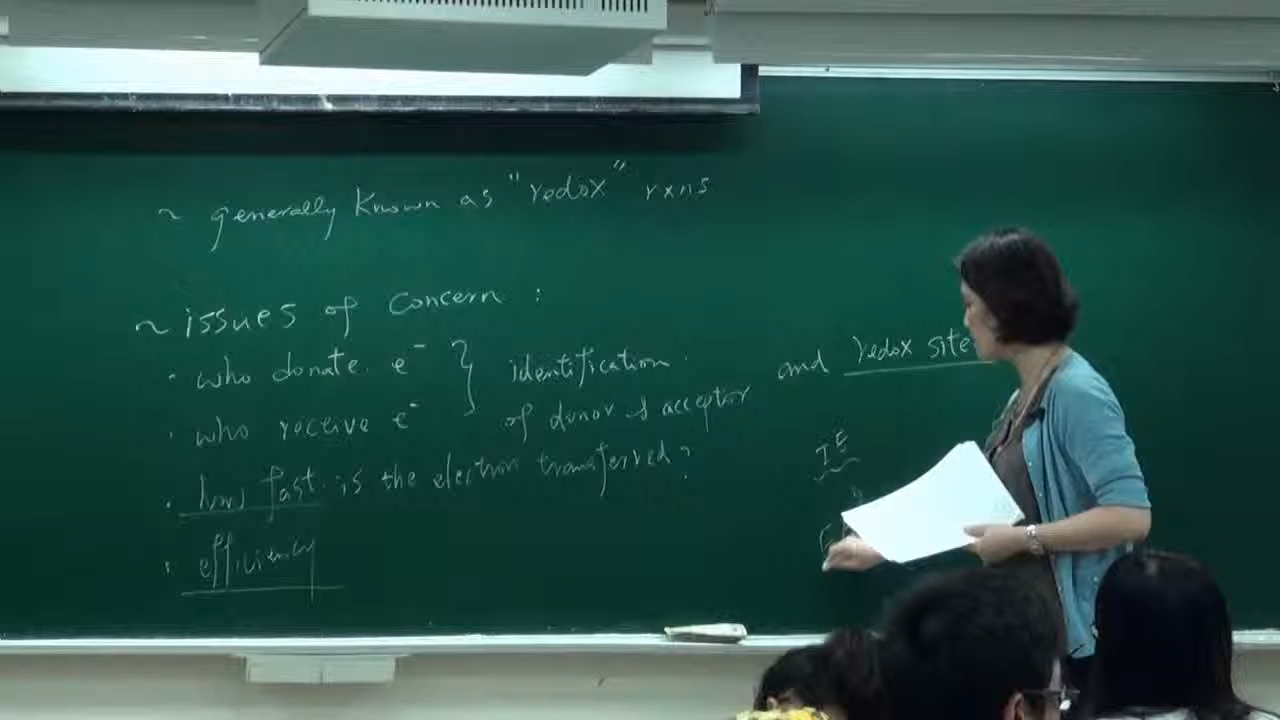 ~ generally known as "redox" rxns
~ issues of concern :
· who donate e⁻ } identification and redox site
· who receive e⁻ of donor & acceptor
· how fast is the electron transferred?
IE
· efficiency